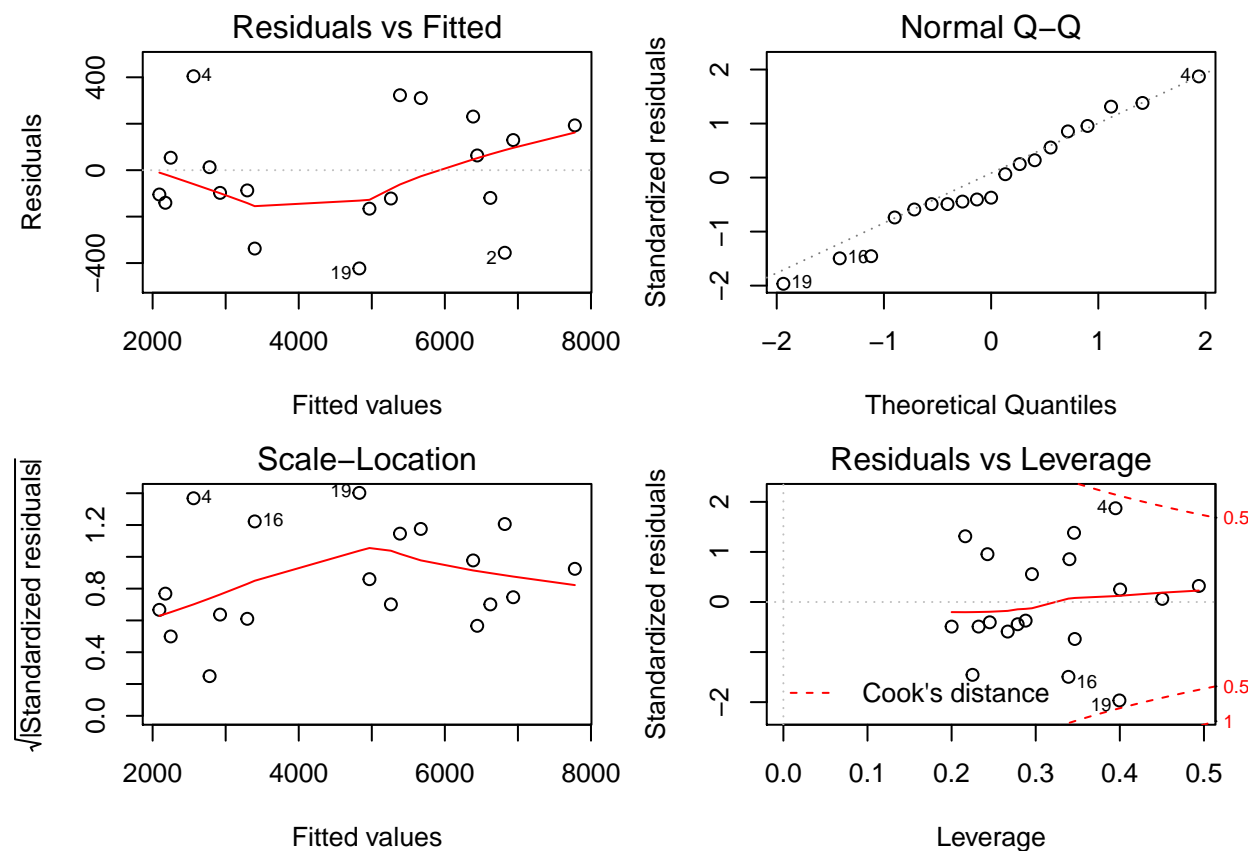 Residuals vs Fitted
Residuals
400
0
−400
4
19
2
2000 4000 6000 8000
Fitted values
Normal Q−Q
Standardized residuals
2
1
0
−1
−2
4
16
19
−2 −1 0 1 2
Theoretical Quantiles
Scale−Location
√|Standardized residuals|
1.2
0.8
0.4
0.0
4
19
16
2000 4000 6000 8000
Fitted values
Residuals vs Leverage
Standardized residuals
2
1
0
−2
4
16
19
Cook's distance
0.5
0.5
1
0.0 0.1 0.2 0.3 0.4 0.5
Leverage